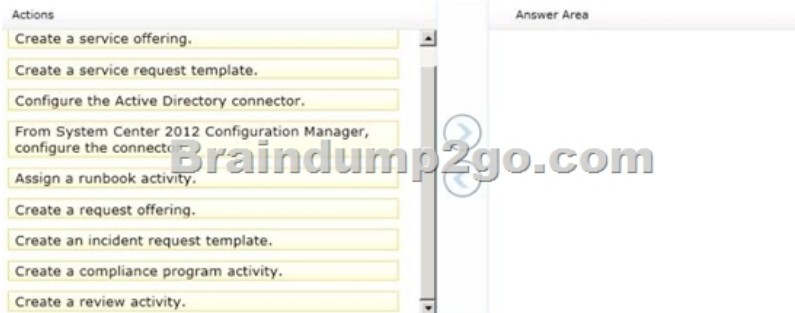 Actions
Answer Area
Create a service offering.
Create a service request template.
Configure the Active Directory connector.
From System Center 2012 Configuration Manager,
configure the connector.
Braindump2go.com
Assign a runbook activity.
Create a request offering.
Create an incident request template.
Create a compliance program activity.
Create a review activity.